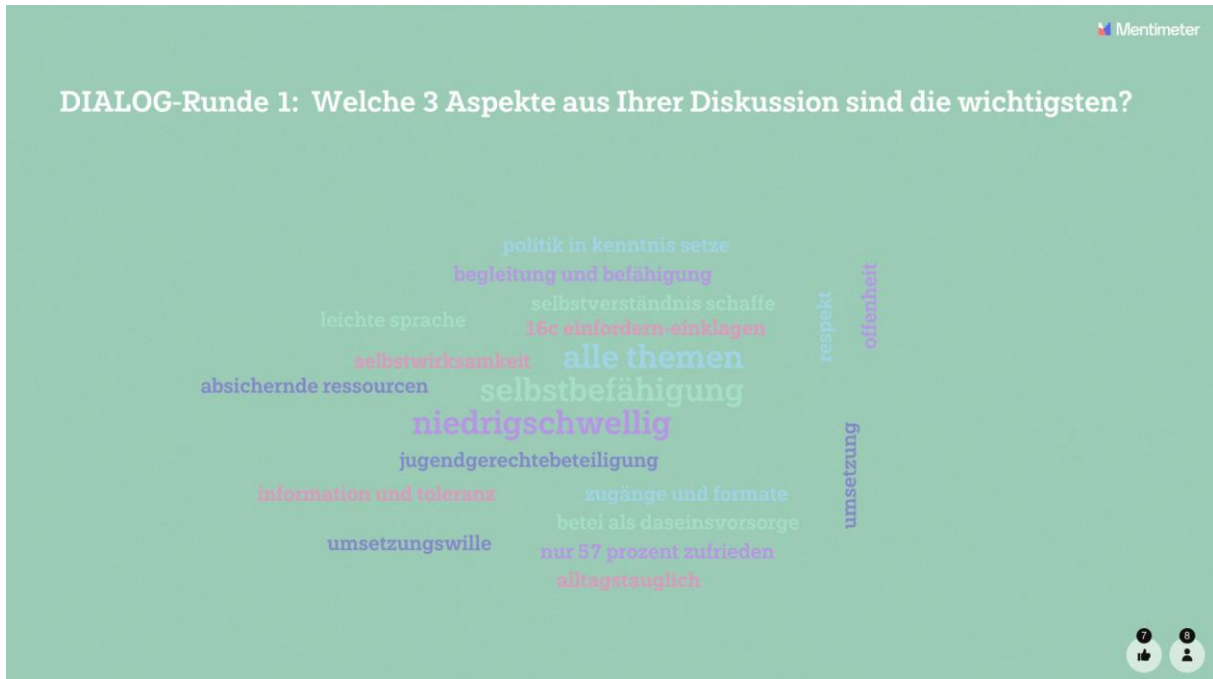 Mentimeter
DIALOG-Runde 1: Welche 3 Aspekte aus Ihrer Diskussion sind die wichtigsten?
politik in kenntnis setze
begleitung und befähigung
selbstverständnis schaffe
leichte sprache
16c einfordern-einklagen
respekt
offenheit
selbstwirksamkeit
alle themen
absichernde ressourcen
selbstbefähigung
niedrigschwellig
jugendgerechtebeteiligung
umsetzung
information und toleranz
zugänge und formate
betei als daseinsvorsorge
umsetzungswille
nur 57 prozent zufrieden
alltagstauglich
7
8